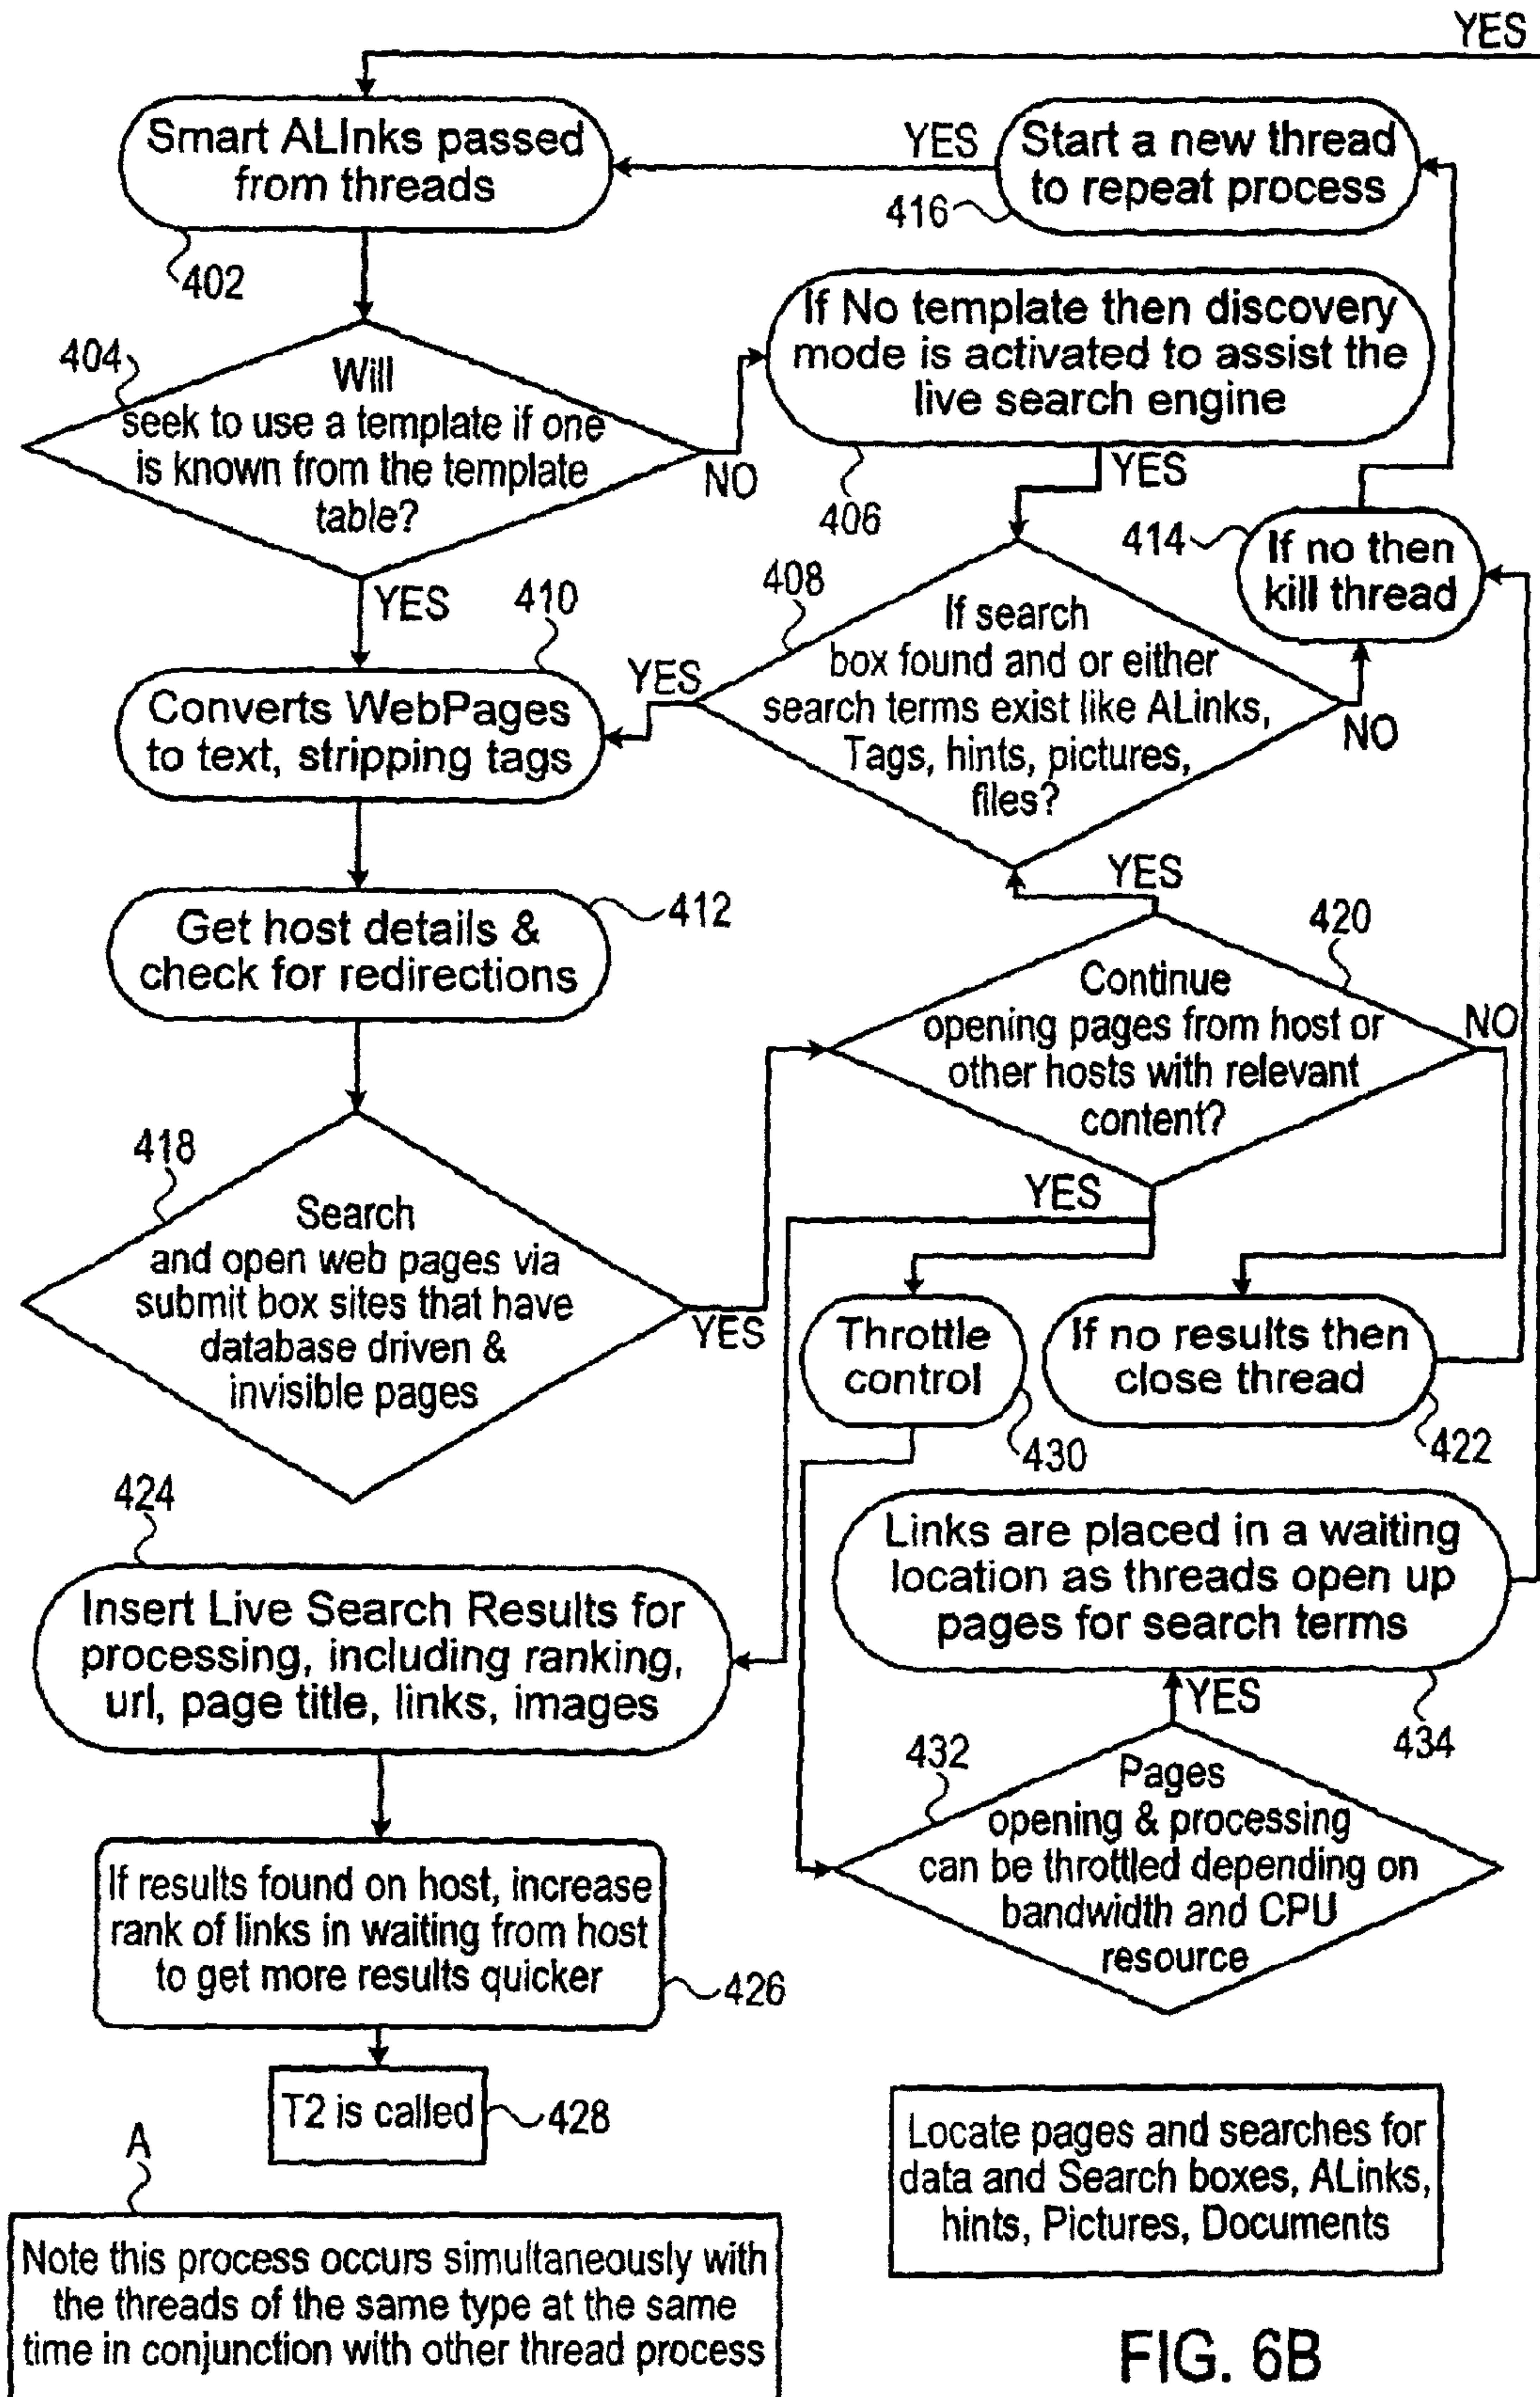 YES
Smart ALInks passed
from threads
402
YES
Start a new thread
to repeat process
416
404
Will
seek to use a template if one
is known from the template
table?
NO
YES
If No template then discovery
mode is activated to assist the
live search engine
406
YES
414
If no then
kill thread
408
If search
box found and or either
search terms exist like ALinks,
Tags, hints, pictures,
files?
YES
NO
410
Converts WebPages
to text, stripping tags
Get host details &
check for redirections
412
YES
420
Continue
opening pages from host or
other hosts with relevant
content?
NO
YES
418
Search
and open web pages via
submit box sites that have
database driven &
invisible pages
YES
Throttle
control
430
If no results then
close thread
422
424
Insert Live Search Results for
processing, including ranking,
url, page title, links, images
Links are placed in a waiting
location as threads open up
pages for search terms
434
YES
432
Pages
opening & processing
can be throttled depending on
bandwidth and CPU
resource
If results found on host, increase
rank of links in waiting from host
to get more results quicker
426
T2 is called
428
A
Note this process occurs simultaneously with
the threads of the same type at the same
time in conjunction with other thread process
Locate pages and searches for
data and Search boxes, ALinks,
hints, Pictures, Documents
FIG. 6B